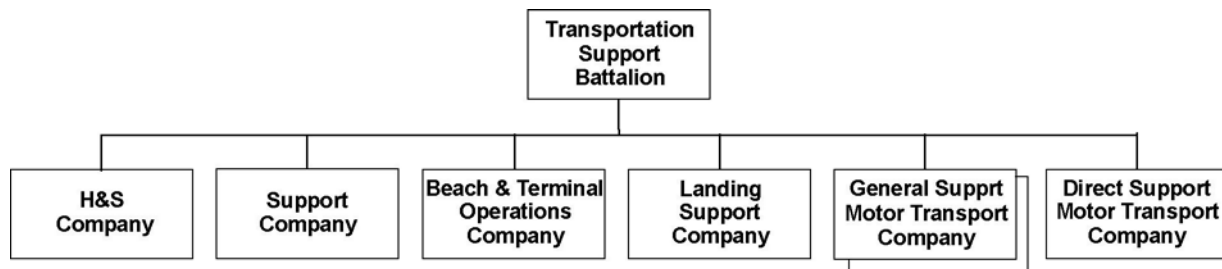 Transportation
Support
Battalion
H&S
Company
Support
Company
Beach & Terminal
Operations
Company
Landing
Support
Company
General Supprt
Motor Transport
Company
Direct Support
Motor Transport
Company